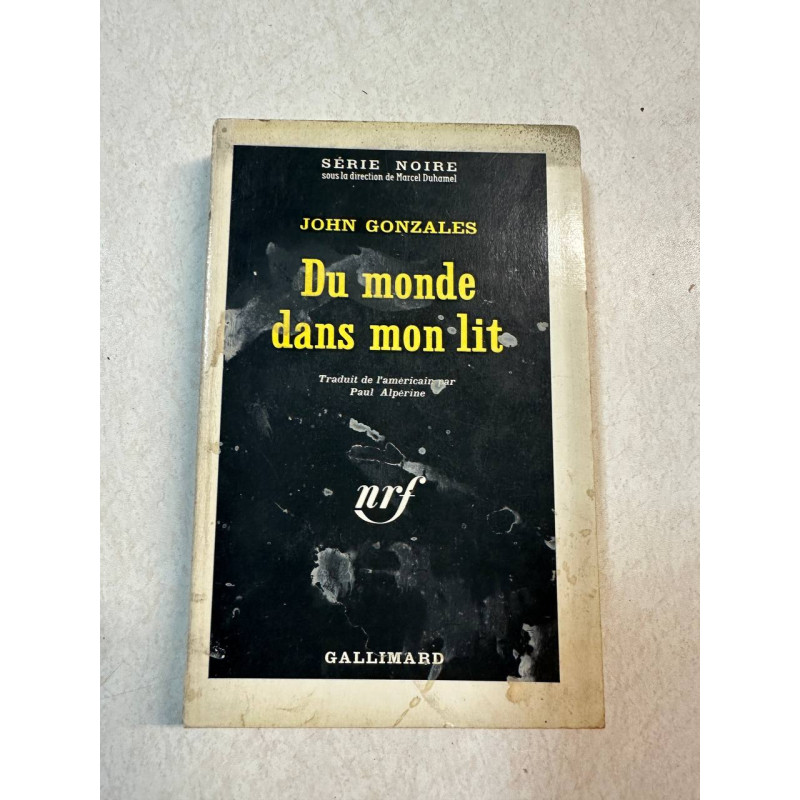 SÉRIE NOIRE
sous la direction de Marcel Duhamel
JOHN GONZALES
Du monde
dans mon lit
Traduit de l'américain par
Paul Alpérine
nrf
GALLIMARD